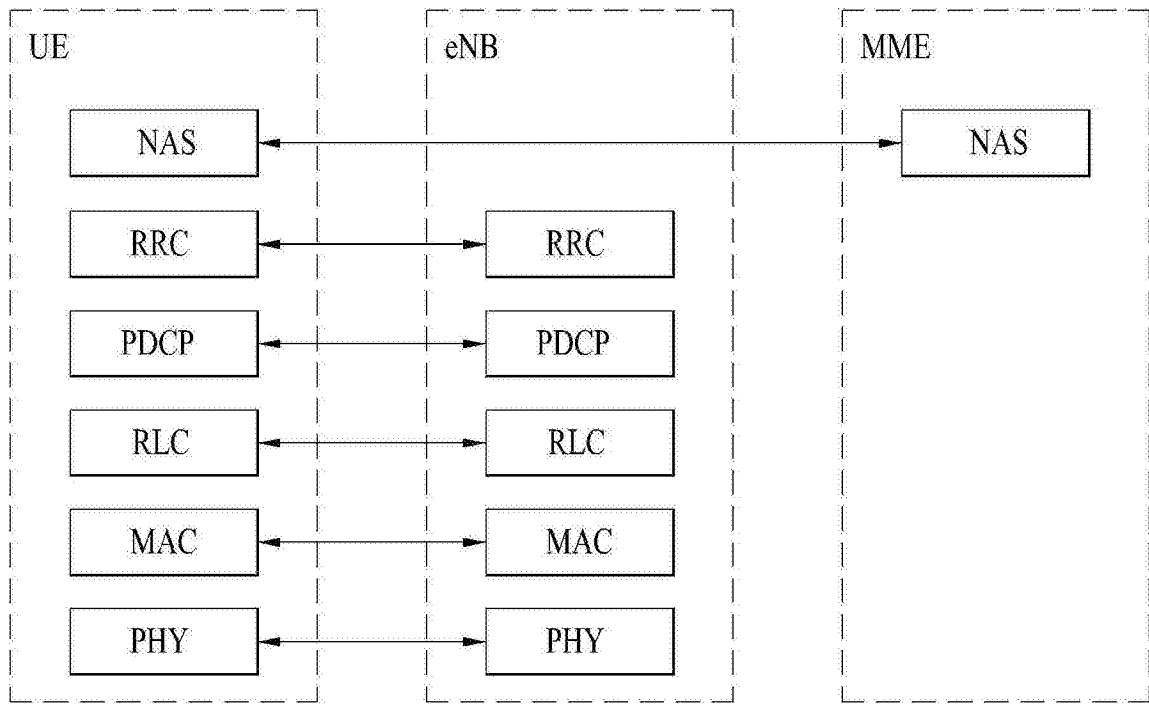 UE eNB MME
NAS NAS
RRC RRC
PDCP PDCP
RLC RLC
MAC MAC
PHY PHY